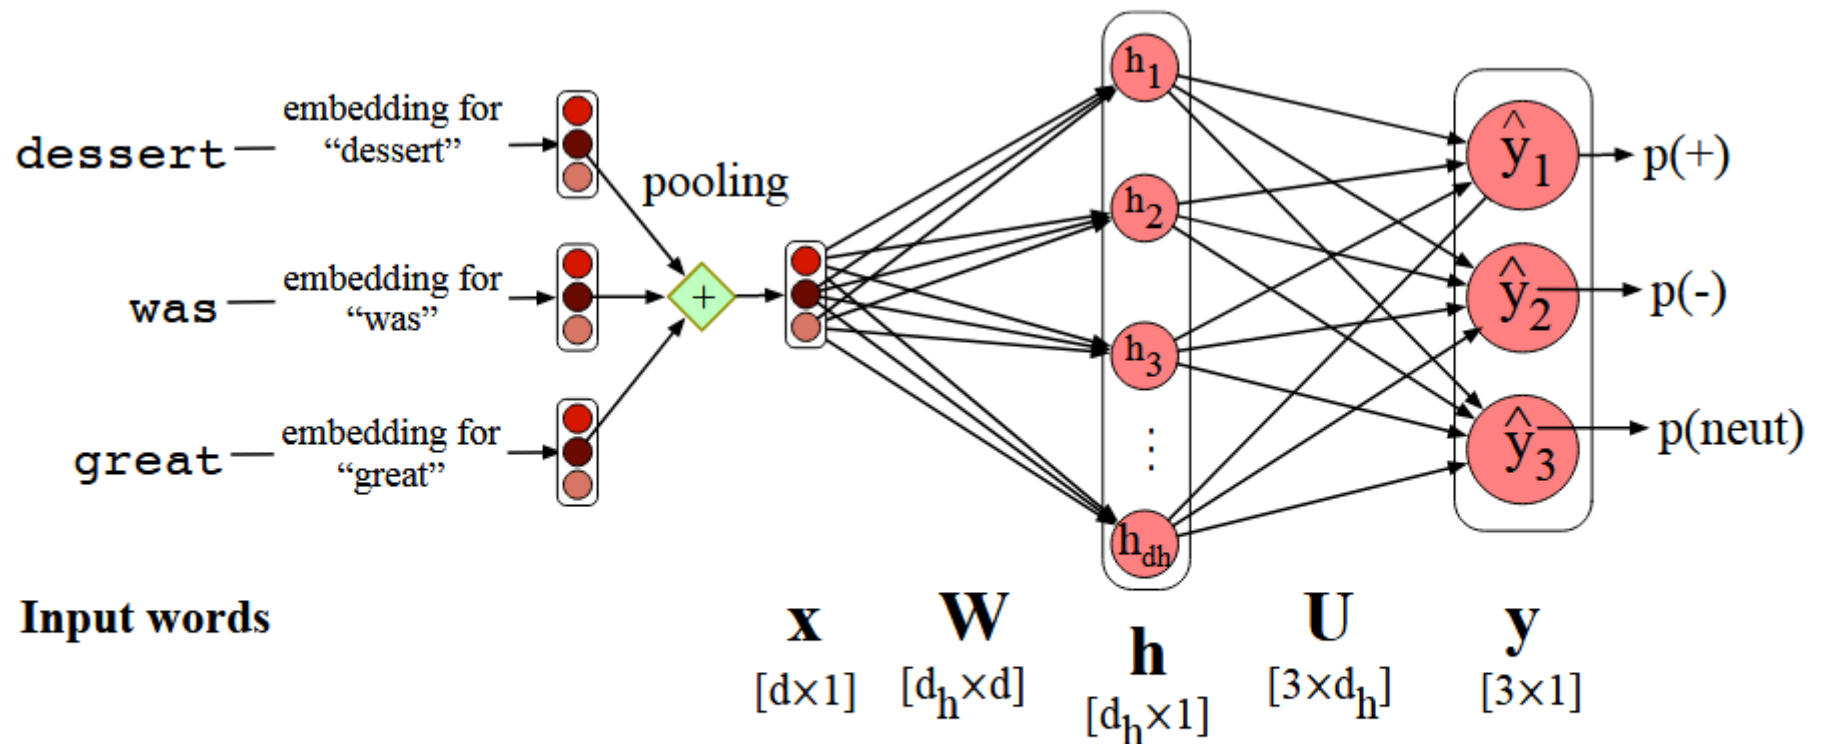 dessert
embedding for
“dessert”
pooling
was
embedding for
“was”
+
great
embedding for
“great”
h1
h2
h3
⋮
hdh
ŷ1
ŷ2
ŷ3
p(+)
p(-)
p(neut)
Input words
x
[d×1]
W
[dh×d]
h
[dh×1]
U
[3×dh]
y
[3×1]